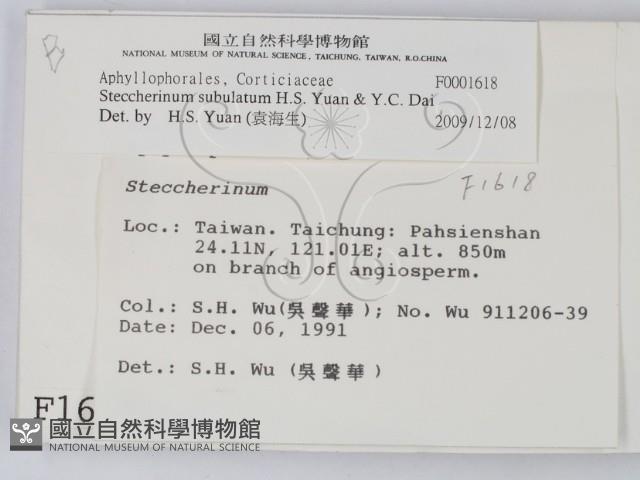 國立自然科學博物館
NATIONAL MUSEUM OF NATURAL SCIENCE, TAICHUNG, TAIWAN, R.O.CHINA
Aphyllophorales, Corticiaceae F0001618
Steccherinum subulatum H.S. Yuan & Y.C. Dai
Det. by H.S. Yuan (袁海生) 2009/12/08
Steccherinum F1618
Loc.: Taiwan. Taichung: Pahsienshan
24.11N, 121.01E; alt. 850m
on branch of angiosperm.
Col.: S.H. Wu(吳聲華); No. Wu 911206-39
Date: Dec. 06, 1991
Det.: S.H. Wu (吳聲華)
F16
國立自然科學博物館
NATIONAL MUSEUM OF NATURAL SCIENCE